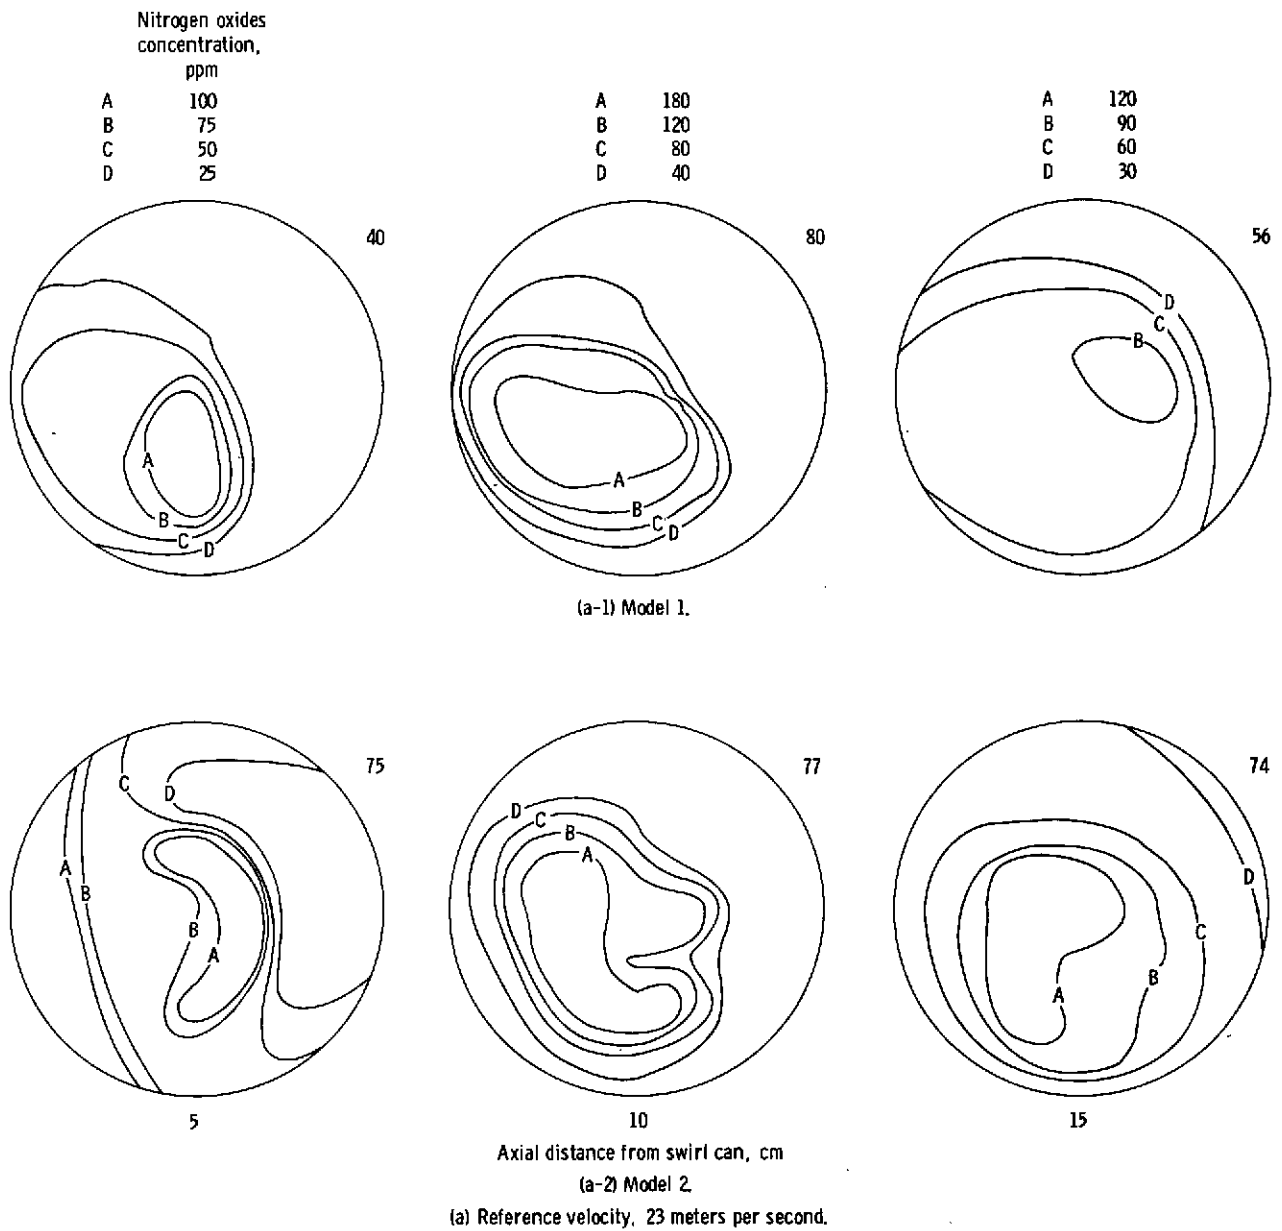 Nitrogen oxides
concentration,
ppm
A 100
B 75
C 50
D 25
A 180
B 120
C 80
D 40
A 120
B 90
C 60
D 30
40
A
B
C
D
80
A
B
C
D
56
D
C
B
(a-1) Model 1.
75
C
D
A
B
B
A
77
D
C
B
A
74
D
C
B
A
5
10
15
Axial distance from swirl can, cm
(a-2) Model 2.
(a) Reference velocity, 23 meters per second.